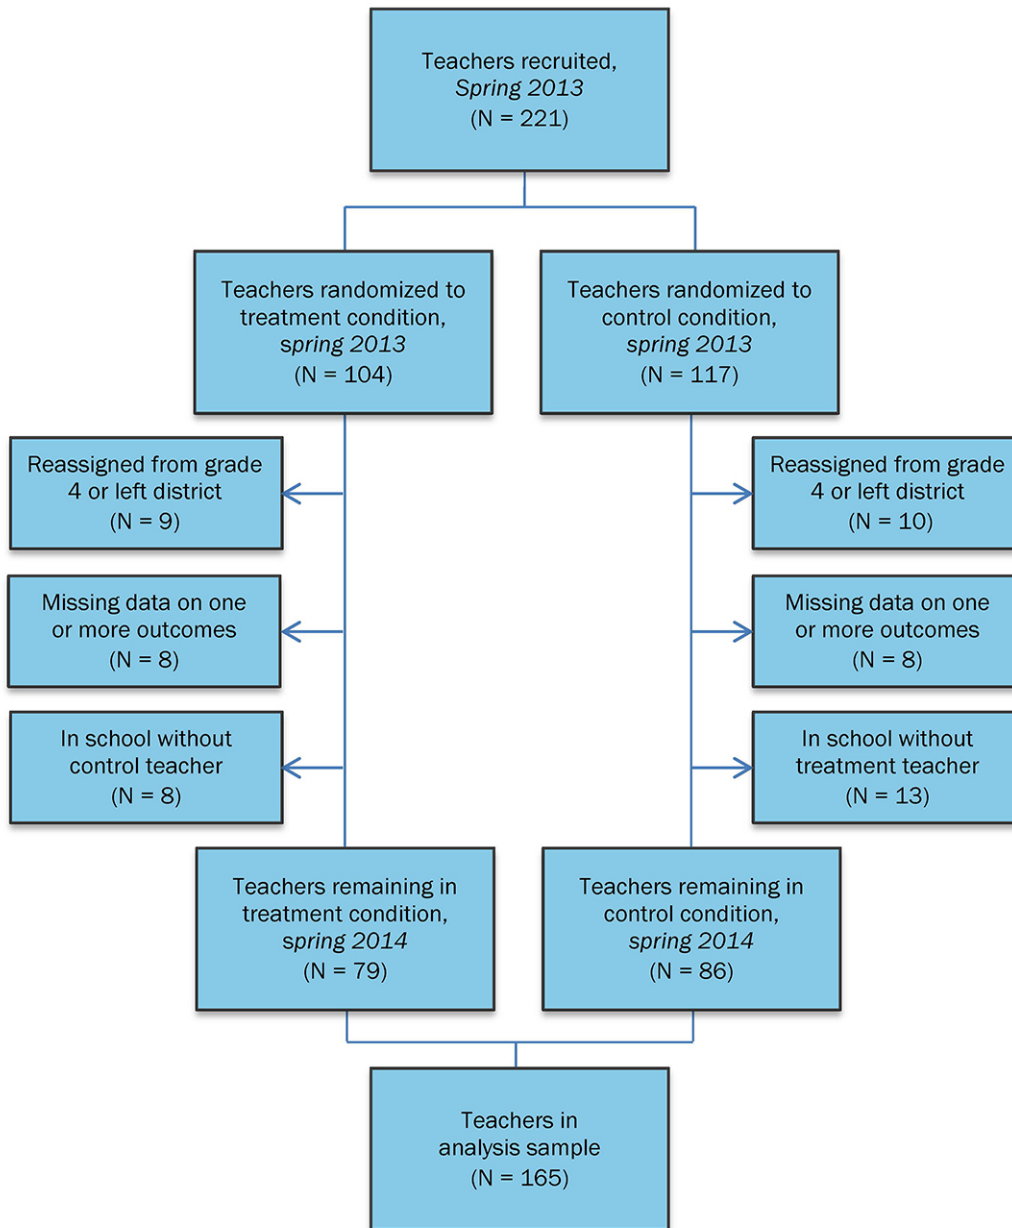 Teachers recruited,
Spring 2013
(N = 221)
Teachers randomized to
treatment condition,
spring 2013
(N = 104)
Teachers randomized to
control condition,
spring 2013
(N = 117)
Reassigned from grade
4 or left district
(N = 9)
Reassigned from grade
4 or left district
(N = 10)
Missing data on one
or more outcomes
(N = 8)
Missing data on one
or more outcomes
(N = 8)
In school without
control teacher
(N = 8)
In school without
treatment teacher
(N = 13)
Teachers remaining in
treatment condition,
spring 2014
(N = 79)
Teachers remaining in
control condition,
spring 2014
(N = 86)
Teachers in
analysis sample
(N = 165)